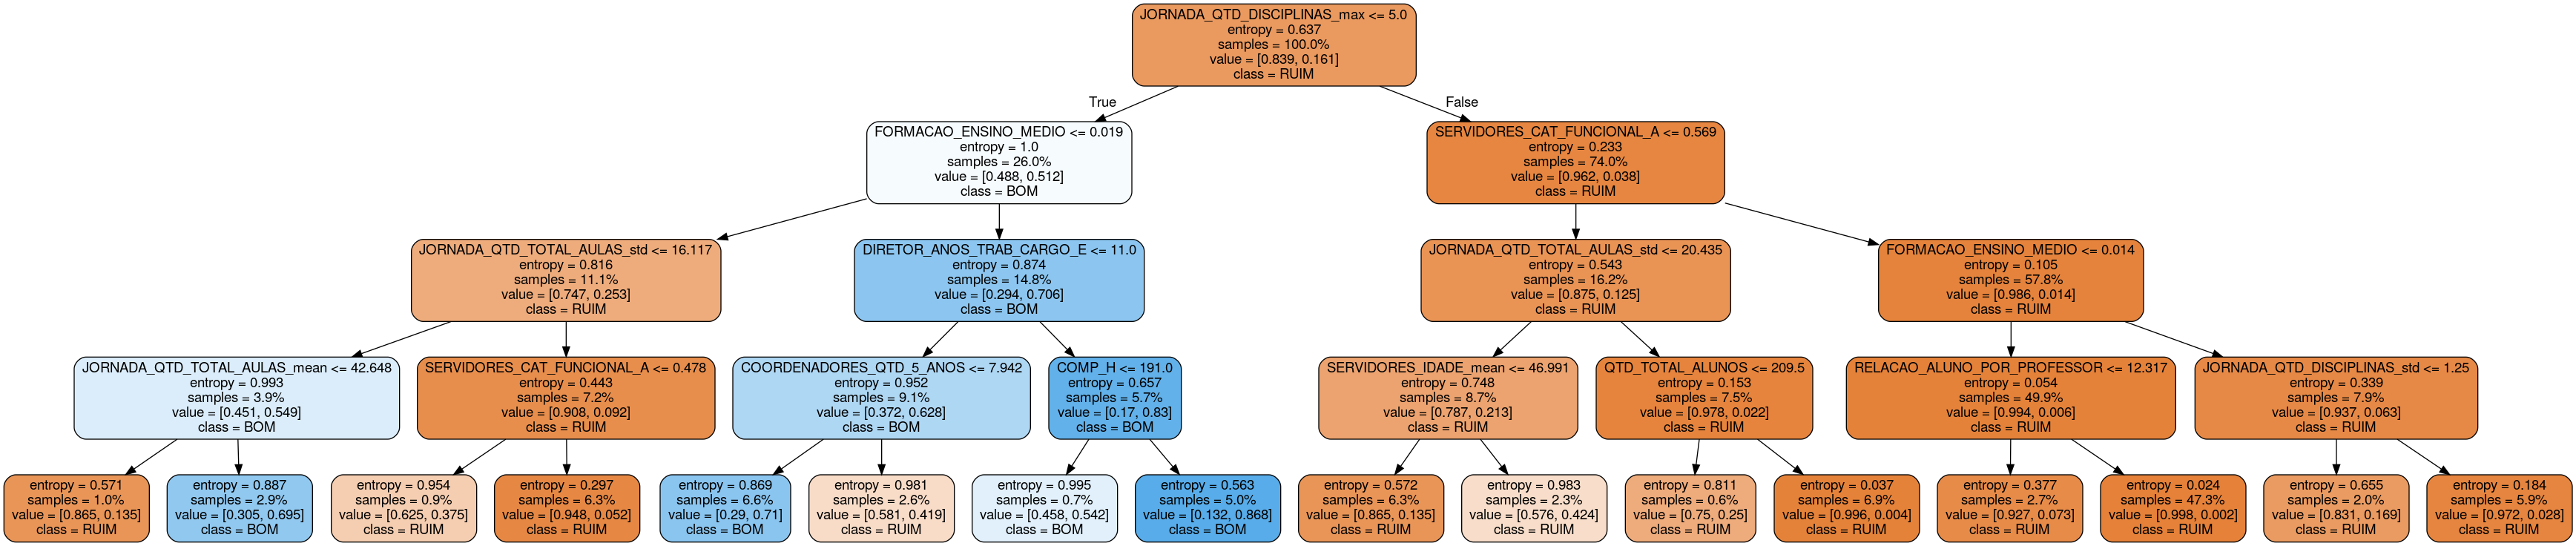 JORNADA_QTD_DISCIPLINAS_max <= 5.0
entropy = 0.637
samples = 100.0%
value = [0.839, 0.161]
class = RUIM
True
False
FORMACAO_ENSINO_MEDIO <= 0.019
entropy = 1.0
samples = 26.0%
value = [0.488, 0.512]
class = BOM
SERVIDORES_CAT_FUNCIONAL_A <= 0.569
entropy = 0.233
samples = 74.0%
value = [0.962, 0.038]
class = RUIM
JORNADA_QTD_TOTAL_AULAS_std <= 16.117
entropy = 0.816
samples = 11.1%
value = [0.747, 0.253]
class = RUIM
DIRETOR_ANOS_TRAB_CARGO_E <= 11.0
entropy = 0.874
samples = 14.8%
value = [0.294, 0.706]
class = BOM
JORNADA_QTD_TOTAL_AULAS_std <= 20.435
entropy = 0.543
samples = 16.2%
value = [0.875, 0.125]
class = RUIM
FORMACAO_ENSINO_MEDIO <= 0.014
entropy = 0.105
samples = 57.8%
value = [0.986, 0.014]
class = RUIM
JORNADA_QTD_TOTAL_AULAS_mean <= 42.648
entropy = 0.993
samples = 3.9%
value = [0.451, 0.549]
class = BOM
SERVIDORES_CAT_FUNCIONAL_A <= 0.478
entropy = 0.443
samples = 7.2%
value = [0.908, 0.092]
class = RUIM
COORDENADORES_QTD_5_ANOS <= 7.942
entropy = 0.952
samples = 9.1%
value = [0.372, 0.628]
class = BOM
COMP_H <= 191.0
entropy = 0.657
samples = 5.7%
value = [0.17, 0.83]
class = BOM
SERVIDORES_IDADE_mean <= 46.991
entropy = 0.748
samples = 8.7%
value = [0.787, 0.213]
class = RUIM
QTD_TOTAL_ALUNOS <= 209.5
entropy = 0.153
samples = 7.5%
value = [0.978, 0.022]
class = RUIM
RELACAO_ALUNO_POR_PROFESSOR <= 12.317
entropy = 0.054
samples = 49.9%
value = [0.994, 0.006]
class = RUIM
JORNADA_QTD_DISCIPLINAS_std <= 1.25
entropy = 0.339
samples = 7.9%
value = [0.937, 0.063]
class = RUIM
entropy = 0.571
samples = 1.0%
value = [0.865, 0.135]
class = RUIM
entropy = 0.887
samples = 2.9%
value = [0.305, 0.695]
class = BOM
entropy = 0.954
samples = 0.9%
value = [0.625, 0.375]
class = RUIM
entropy = 0.297
samples = 6.3%
value = [0.948, 0.052]
class = RUIM
entropy = 0.869
samples = 6.6%
value = [0.29, 0.71]
class = BOM
entropy = 0.981
samples = 2.6%
value = [0.581, 0.419]
class = RUIM
entropy = 0.995
samples = 0.7%
value = [0.458, 0.542]
class = BOM
entropy = 0.563
samples = 5.0%
value = [0.132, 0.868]
class = BOM
entropy = 0.572
samples = 6.3%
value = [0.865, 0.135]
class = RUIM
entropy = 0.983
samples = 2.3%
value = [0.576, 0.424]
class = RUIM
entropy = 0.811
samples = 0.6%
value = [0.75, 0.25]
class = RUIM
entropy = 0.037
samples = 6.9%
value = [0.996, 0.004]
class = RUIM
entropy = 0.377
samples = 2.7%
value = [0.927, 0.073]
class = RUIM
entropy = 0.024
samples = 47.3%
value = [0.998, 0.002]
class = RUIM
entropy = 0.655
samples = 2.0%
value = [0.831, 0.169]
class = RUIM
entropy = 0.184
samples = 5.9%
value = [0.972, 0.028]
class = RUIM